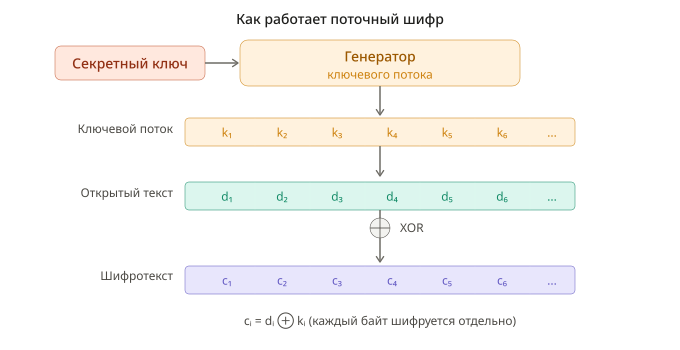 Как работает поточный шифр
Секретный ключ
Генератор
ключевого потока
Ключевой поток
k₁ k₂ k₃ k₄ k₅ k₆ ...
Открытый текст
d₁ d₂ d₃ d₄ d₅ d₆ ...
XOR
Шифротекст
c₁ c₂ c₃ c₄ c₅ c₆ ...
cᵢ = dᵢ ⊕ kᵢ (каждый байт шифруется отдельно)